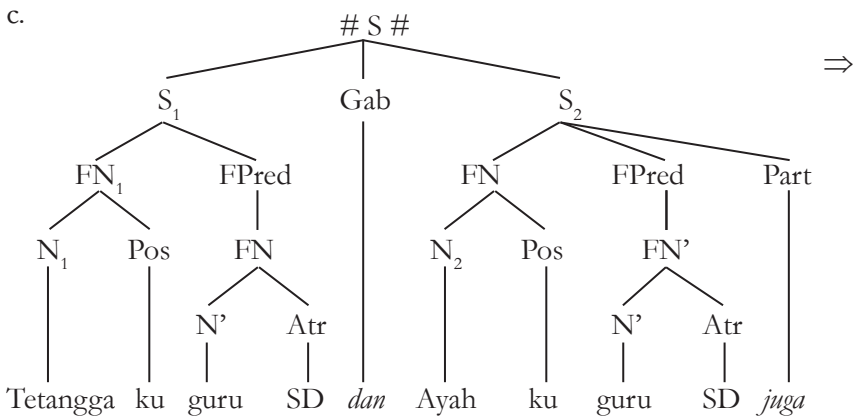 c.
# S #
⇒
S₁ Gab S₂
FN₁ FPred FN FPred Part
N₁ Pos FN N₂ Pos FN’
N’ Atr N’ Atr
Tetangga ku guru SD dan Ayah ku guru SD juga